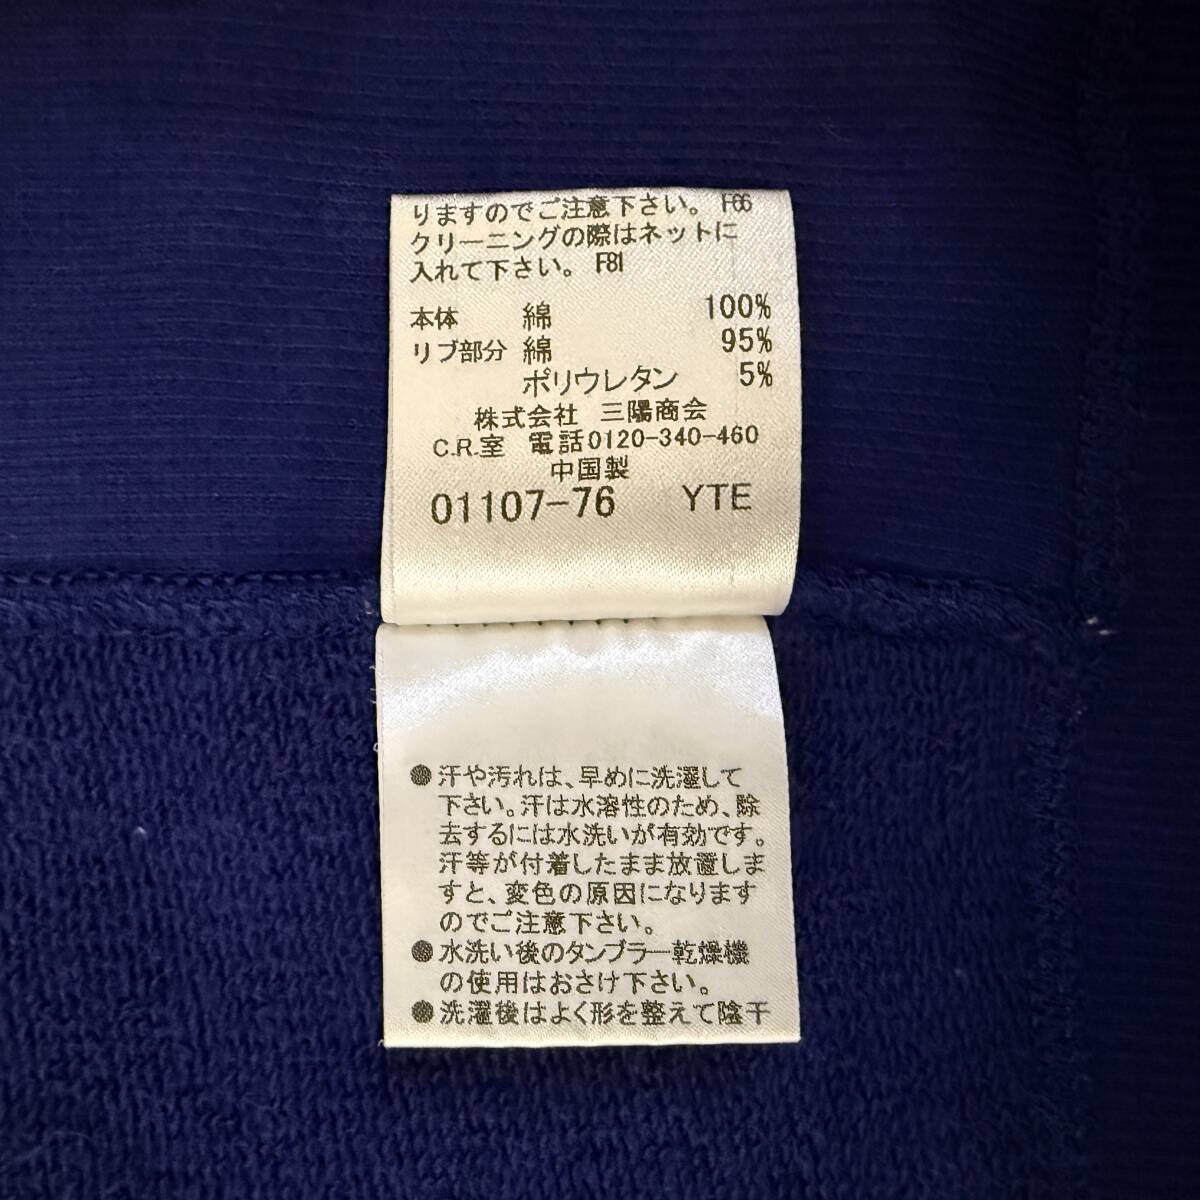 りますのでご注意下さい。 F66
クリーニングの際はネットに
入れて下さい。 F81
本体 綿 100%
リブ部分 綿 95%
ポリウレタン 5%
株式会社 三陽商会
C.R.室 電話0120-340-460
中国製
01107-76 YTE
●汗や汚れは、早めに洗濯して
下さい。汗は水溶性のため、除
去するには水洗いが有効です。
汗等が付着したまま放置しま
すと、変色の原因になります
のでご注意下さい。
●水洗い後のタンブラー乾燥機
の使用はおさけ下さい。
●洗濯後はよく形を整えて陰干